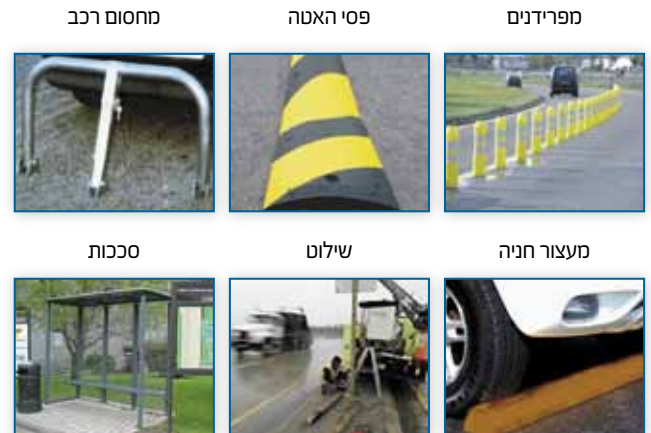 מפרידנים
פסי האטה
מחסום רכב
מעצור חניה
שילוט
סככות